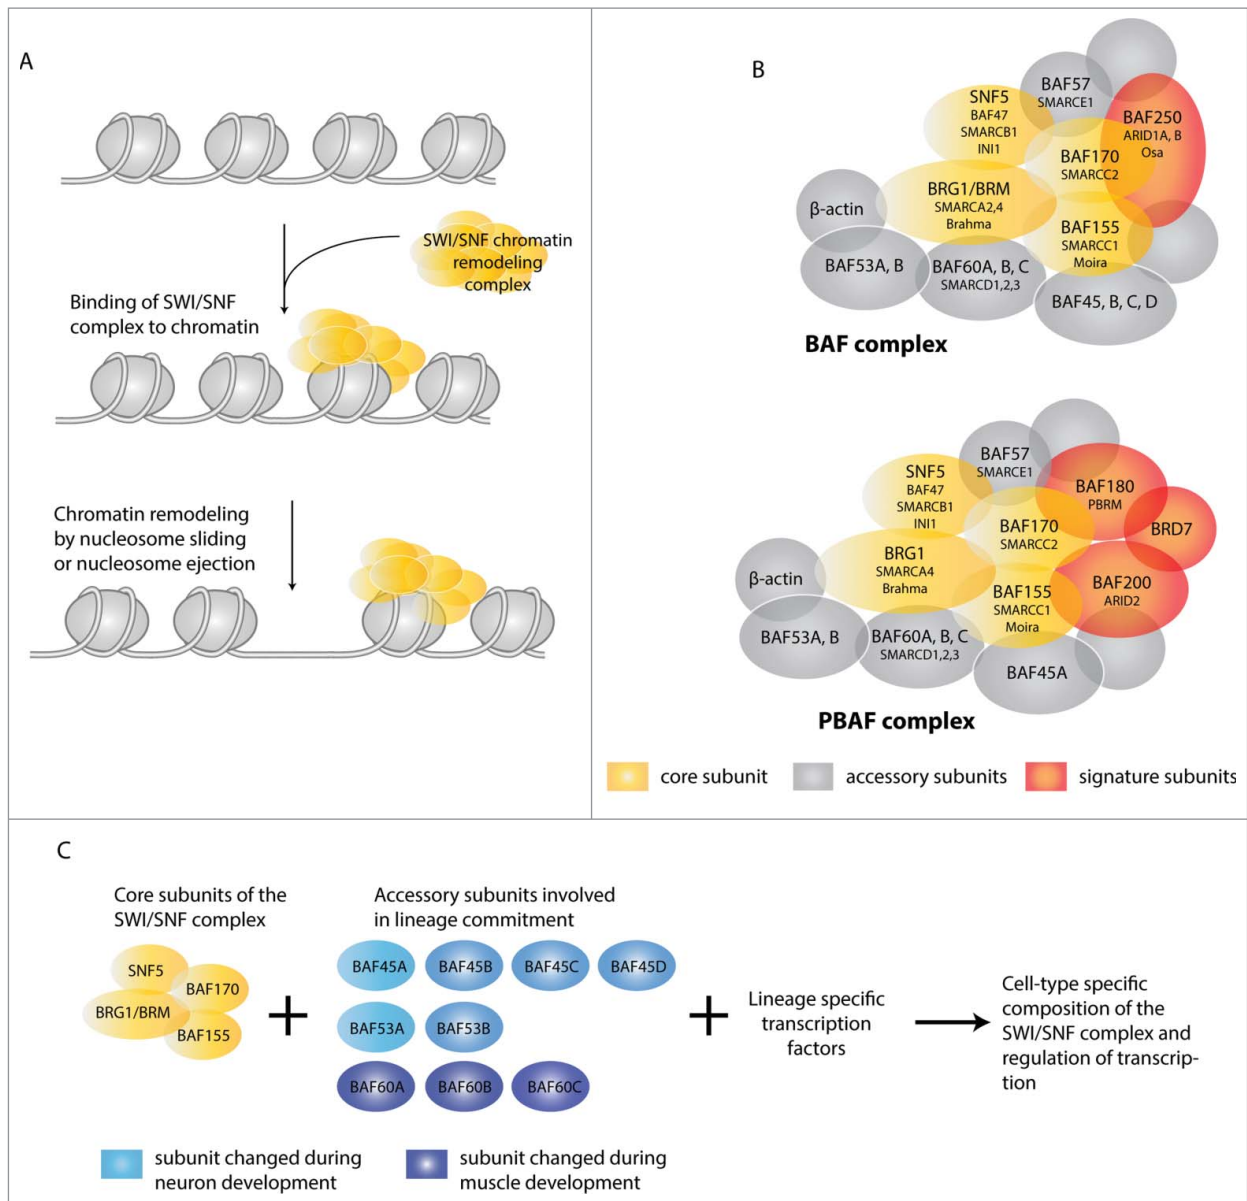 A
SWI/SNF chromatin
remodeling
complex
Binding of SWI/SNF
complex to chromatin
Chromatin remodeling
by nucleosome sliding
or nucleosome ejection
B
BAF57
SMARCE1
SNF5
BAF47
SMARCB1
INI1
BAF250
ARID1A, B
Osa
BAF170
SMARCC2
BRG1/BRM
SMARCA2,4
Brahma
β-actin
BAF155
SMARCC1
Moira
BAF53A, B
BAF60A, B, C
SMARCD1,2,3
BAF45, B, C, D
BAF complex
BAF57
SMARCE1
SNF5
BAF47
SMARCB1
INI1
BAF180
PBRM
BRD7
BAF170
SMARCC2
BRG1
SMARCA4
Brahma
β-actin
BAF200
ARID2
BAF155
SMARCC1
Moira
BAF53A, B
BAF60A, B, C
SMARCD1,2,3
BAF45A
PBAF complex
core subunit
accessory subunits
signature subunits
C
Core subunits of the
SWI/SNF complex
SNF5
BAF170
BRG1/BRM
BAF155
+
Accessory subunits involved
in lineage commitment
BAF45A BAF45B BAF45C BAF45D
BAF53A BAF53B
BAF60A BAF60B BAF60C
+
Lineage specific
transcription
factors
Cell-type specific
composition of the
SWI/SNF complex and
regulation of transcrip-
tion
subunit changed during
neuron development
subunit changed during
muscle development